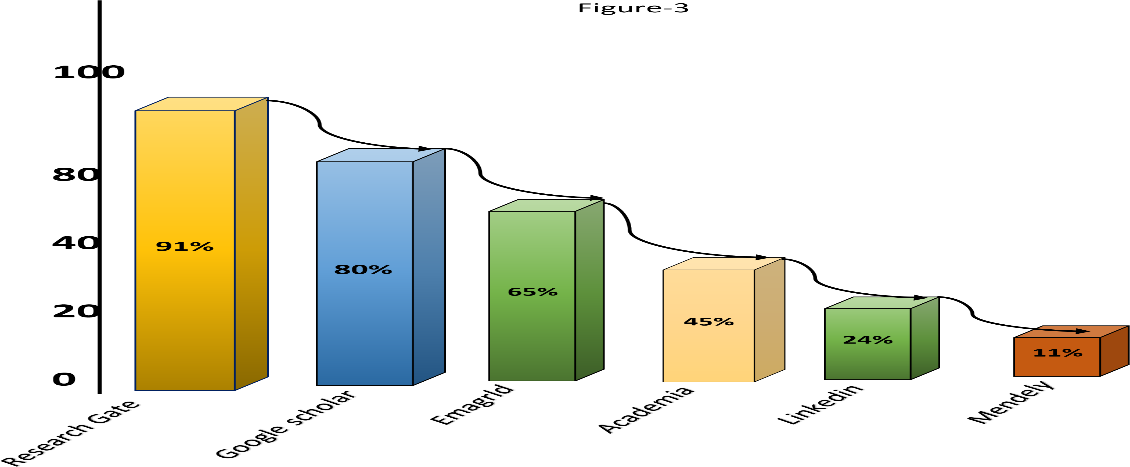 Figure-3
100
80
40
20
0
91%
80%
65%
45%
24%
11%
Research Gate
Google scholar
Emagrld
Academia
Linkedin
Mendely